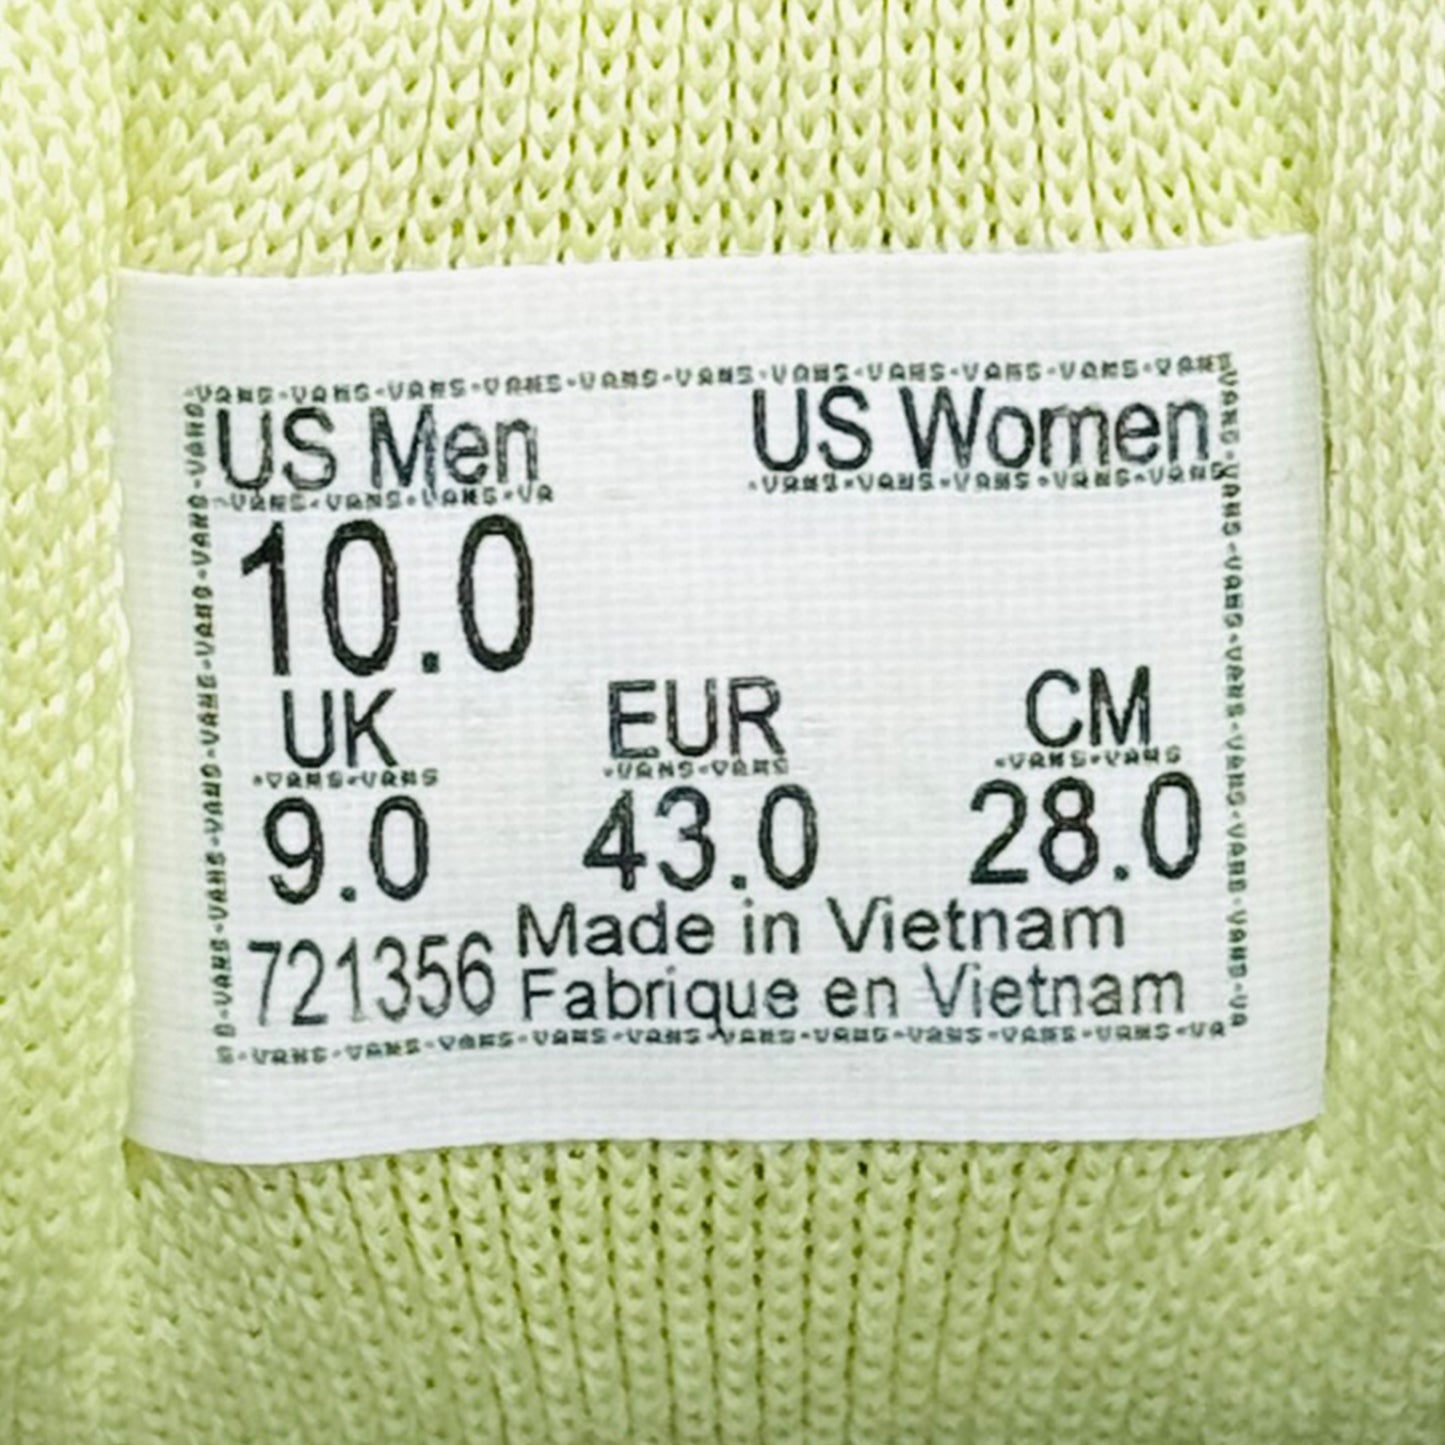 US Men US Women
10.0
UK EUR CM
9.0 43.0 28.0
721356 Made in Vietnam
Fabrique en Vietnam